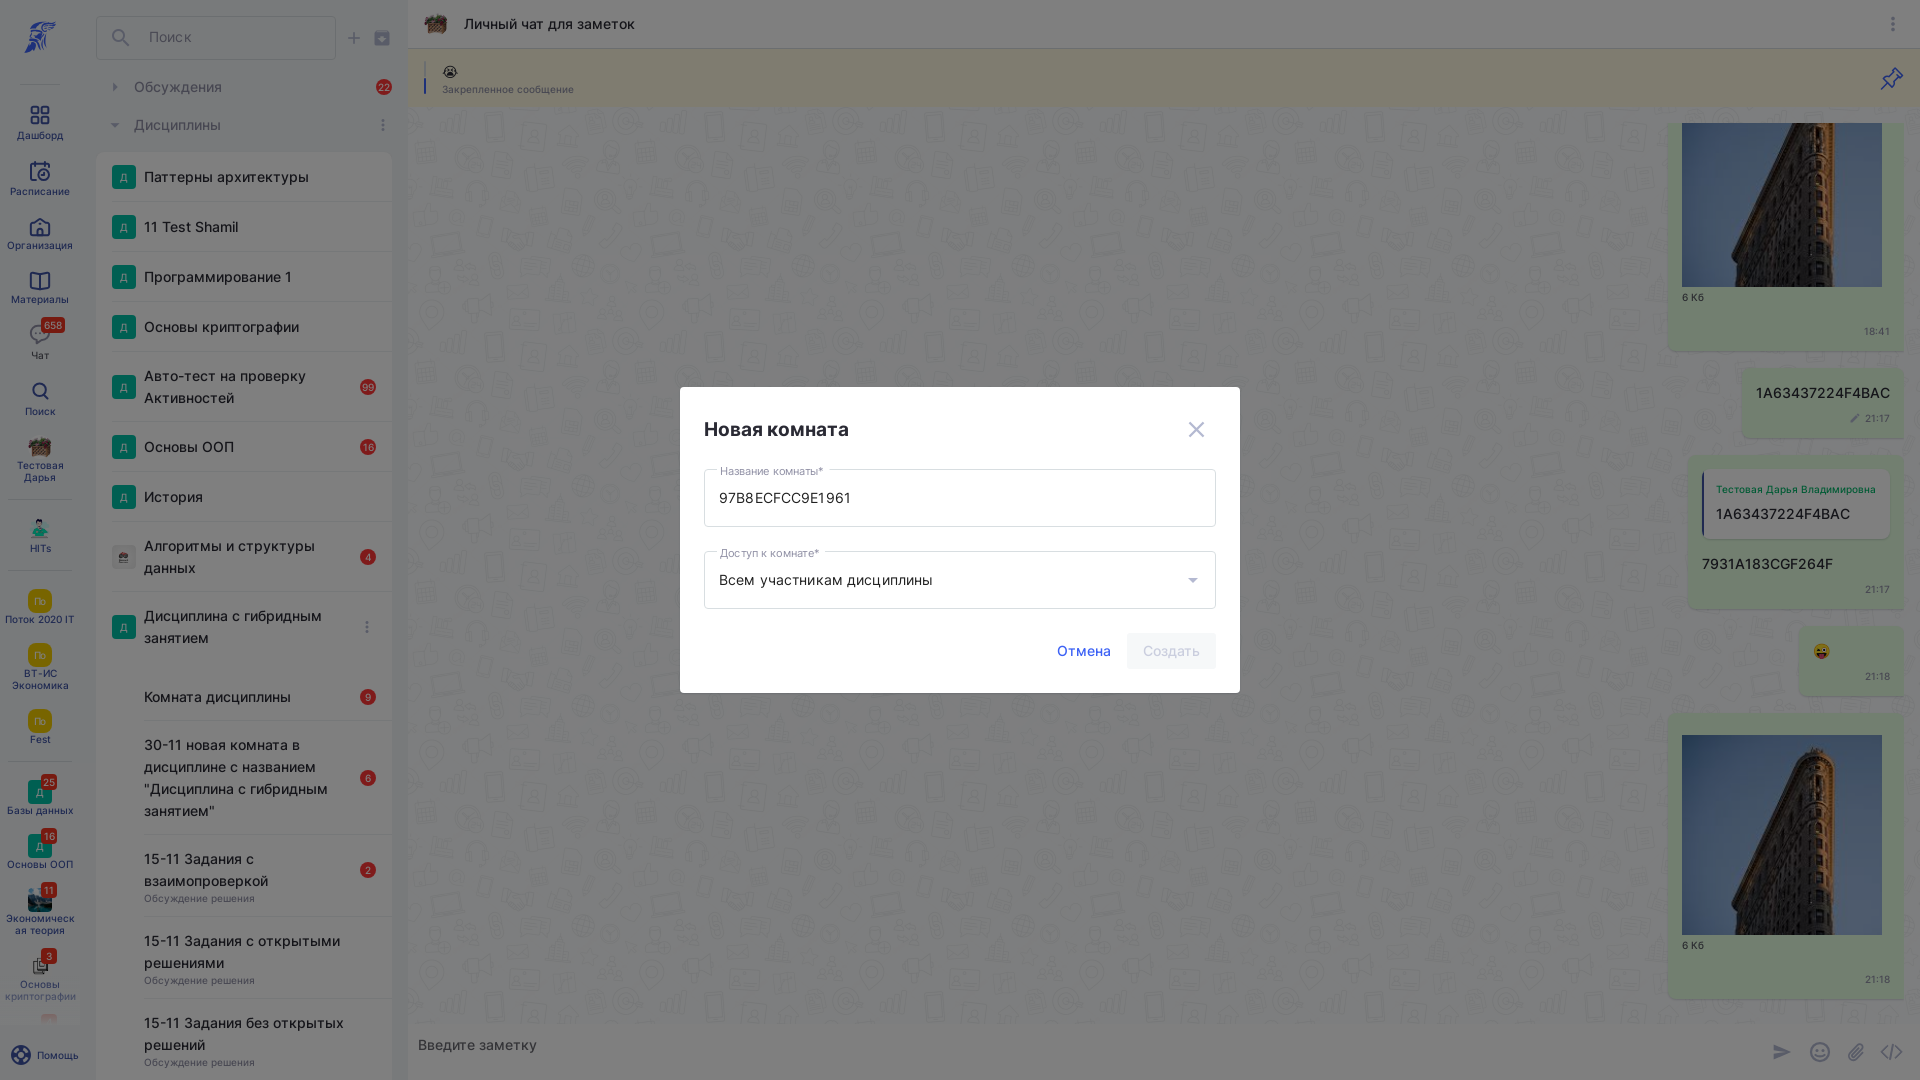 Дашборд
Расписание
Организация
Материалы
658
Чат
Поиск
Тестовая
Дарья
HITs
По
Поток 2020 IT
По
ВТ-ИС
Экономика
По
Fest
25
Д
Базы данных
16
Д
Основы ООП
11
Экономическ
ая теория
3
Основы
криптографии
Помощь
Поиск
Обсуждения
22
Дисциплины
Д
Паттерны архитектуры
Д
11 Test Shamil
Д
Программирование 1
Д
Основы криптографии
Д
Авто-тест на проверку
Активностей
99
Д
Основы ООП
16
Д
История
Алгоритмы и структуры
данных
4
Д
Дисциплина с гибридным
занятием
Комната дисциплины
9
30-11 новая комната в
дисциплине с названием
"Дисциплина с гибридным
занятием"
6
15-11 Задания с
взаимопроверкой
Обсуждение решения
2
15-11 Задания с открытыми
решениями
Обсуждение решения
15-11 Задания без открытых
решений
Обсуждение решения
Личный чат для заметок
Закрепленное сообщение
6 Кб
18:41
1A63437224F4BAC
21:17
Тестовая Дарья Владимировна
1A63437224F4BAC
7931A183CGF264F
21:17
21:18
6 Кб
21:18
Введите заметку
Новая комната
Название комнаты*
97B8ECFCC9E1961
Доступ к комнате*
Всем участникам дисциплины
Отмена
Создать